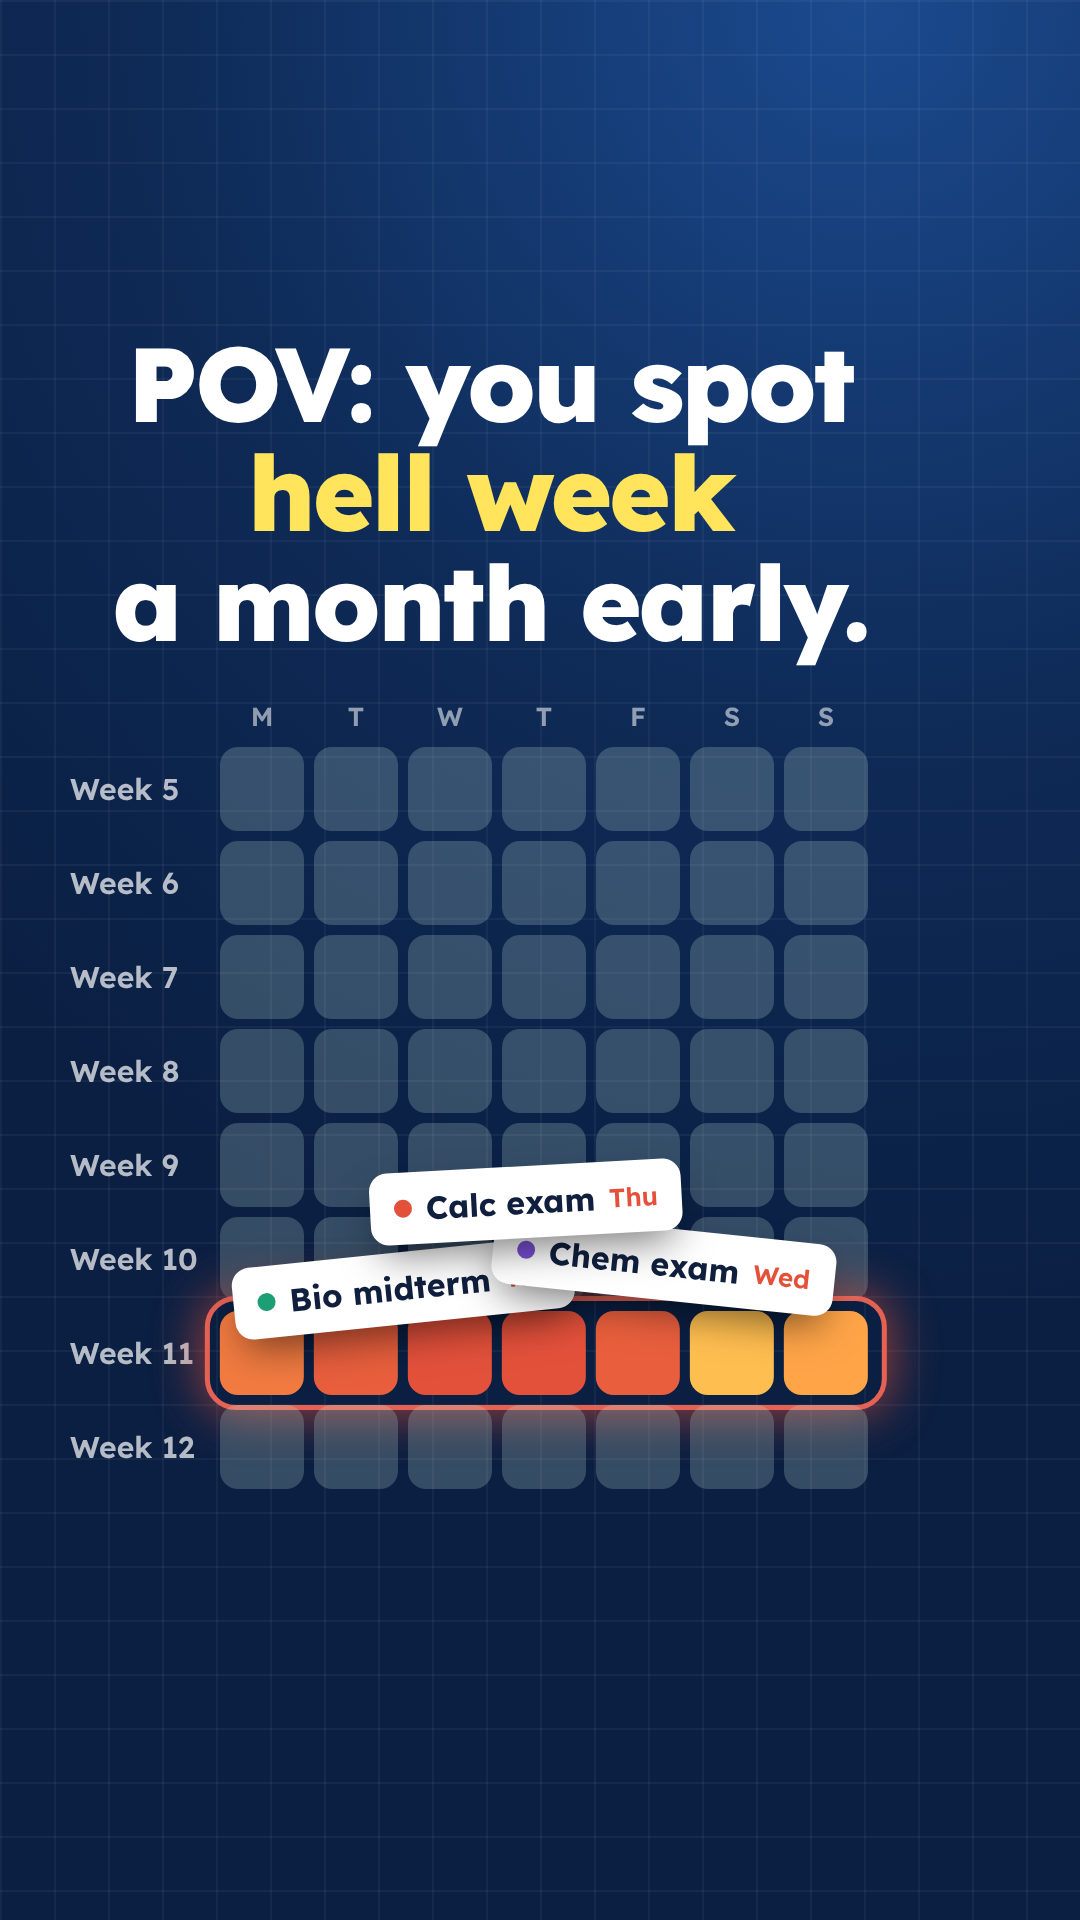 POV: you spot
hell week
a month early.
M T W T F S S
Week 5
Week 6
Week 7
Week 8
Week 9
Calc exam Thu
Week 10
Chem exam Wed
Bio midterm
Week 11
Week 12